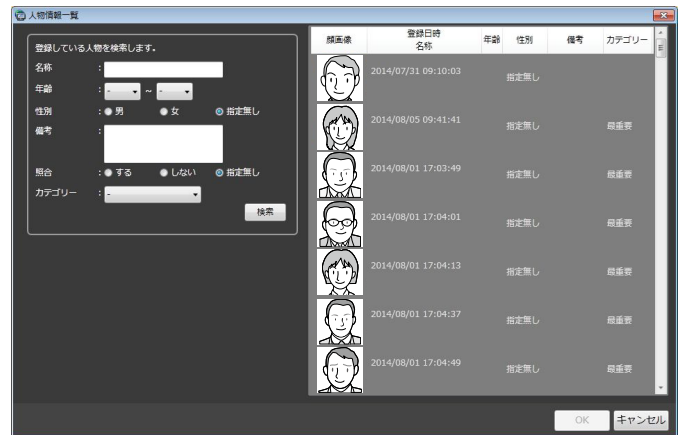 人物情報一覧
登録している人物を検索します。
名称 :
年齢 : - ~ -
性別 : 男 女 指定無し
備考 :
照合 : する しない 指定無し
カテゴリー : -
検索
顔画像 登録日時 名称 年齢 性別 備考 カテゴリー
2014/07/31 09:10:03
指定無し
2014/08/05 09:41:41
指定無し 最重要
2014/08/01 17:03:49
指定無し 最重要
2014/08/01 17:04:01
指定無し 最重要
2014/08/01 17:04:13
指定無し 最重要
2014/08/01 17:04:37
指定無し 最重要
2014/08/01 17:04:49
指定無し 最重要
OK キャンセル